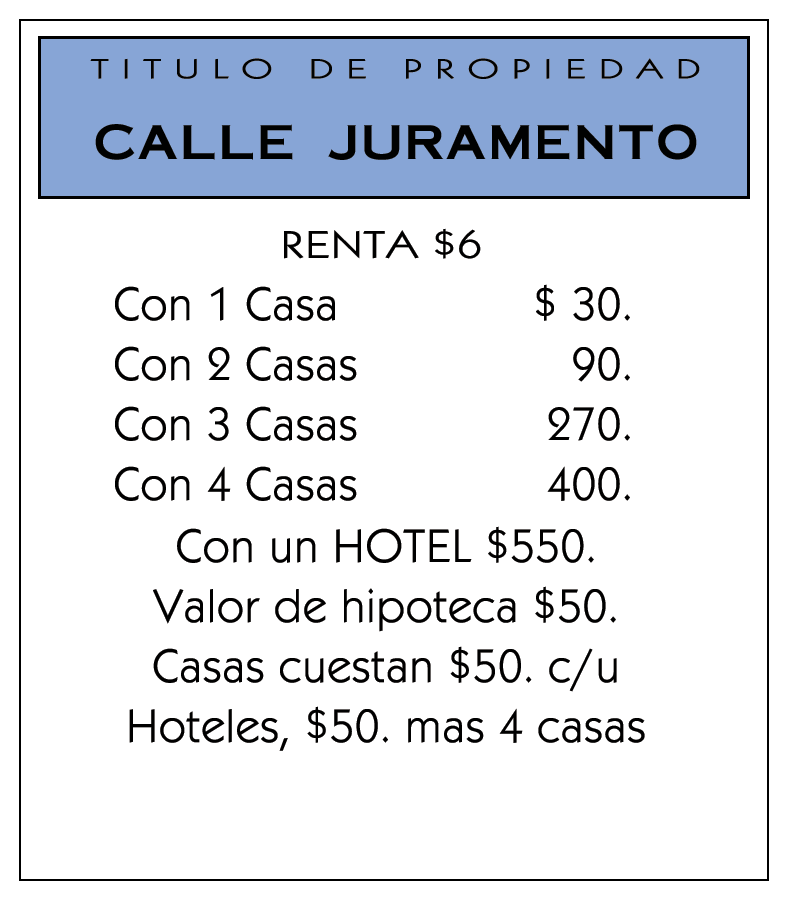 TITULO DE PROPIEDAD
CALLE JURAMENTO
RENTA $6
Con 1 Casa $ 30.
Con 2 Casas 90.
Con 3 Casas 270.
Con 4 Casas 400.
Con un HOTEL $550.
Valor de hipoteca $50.
Casas cuestan $50. c/u
Hoteles, $50. mas 4 casas